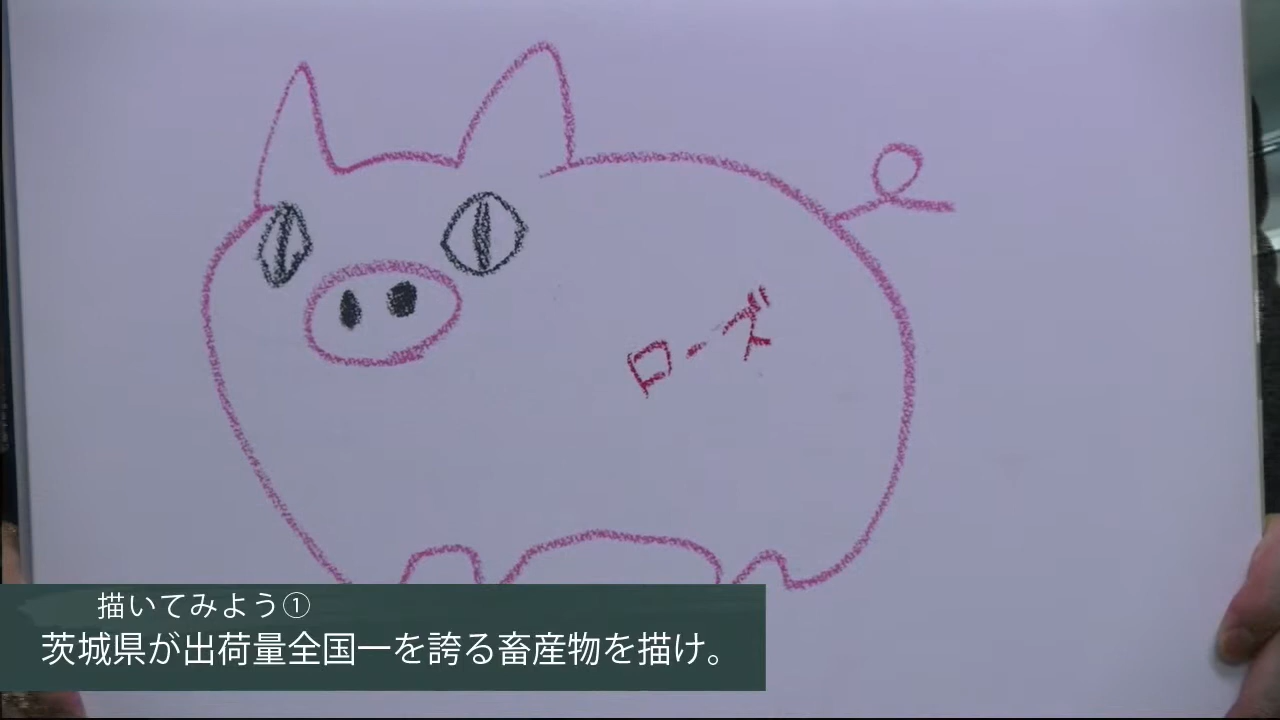 ローズ
描いてみよう①
茨城県が出荷量全国一を誇る畜産物を描け。